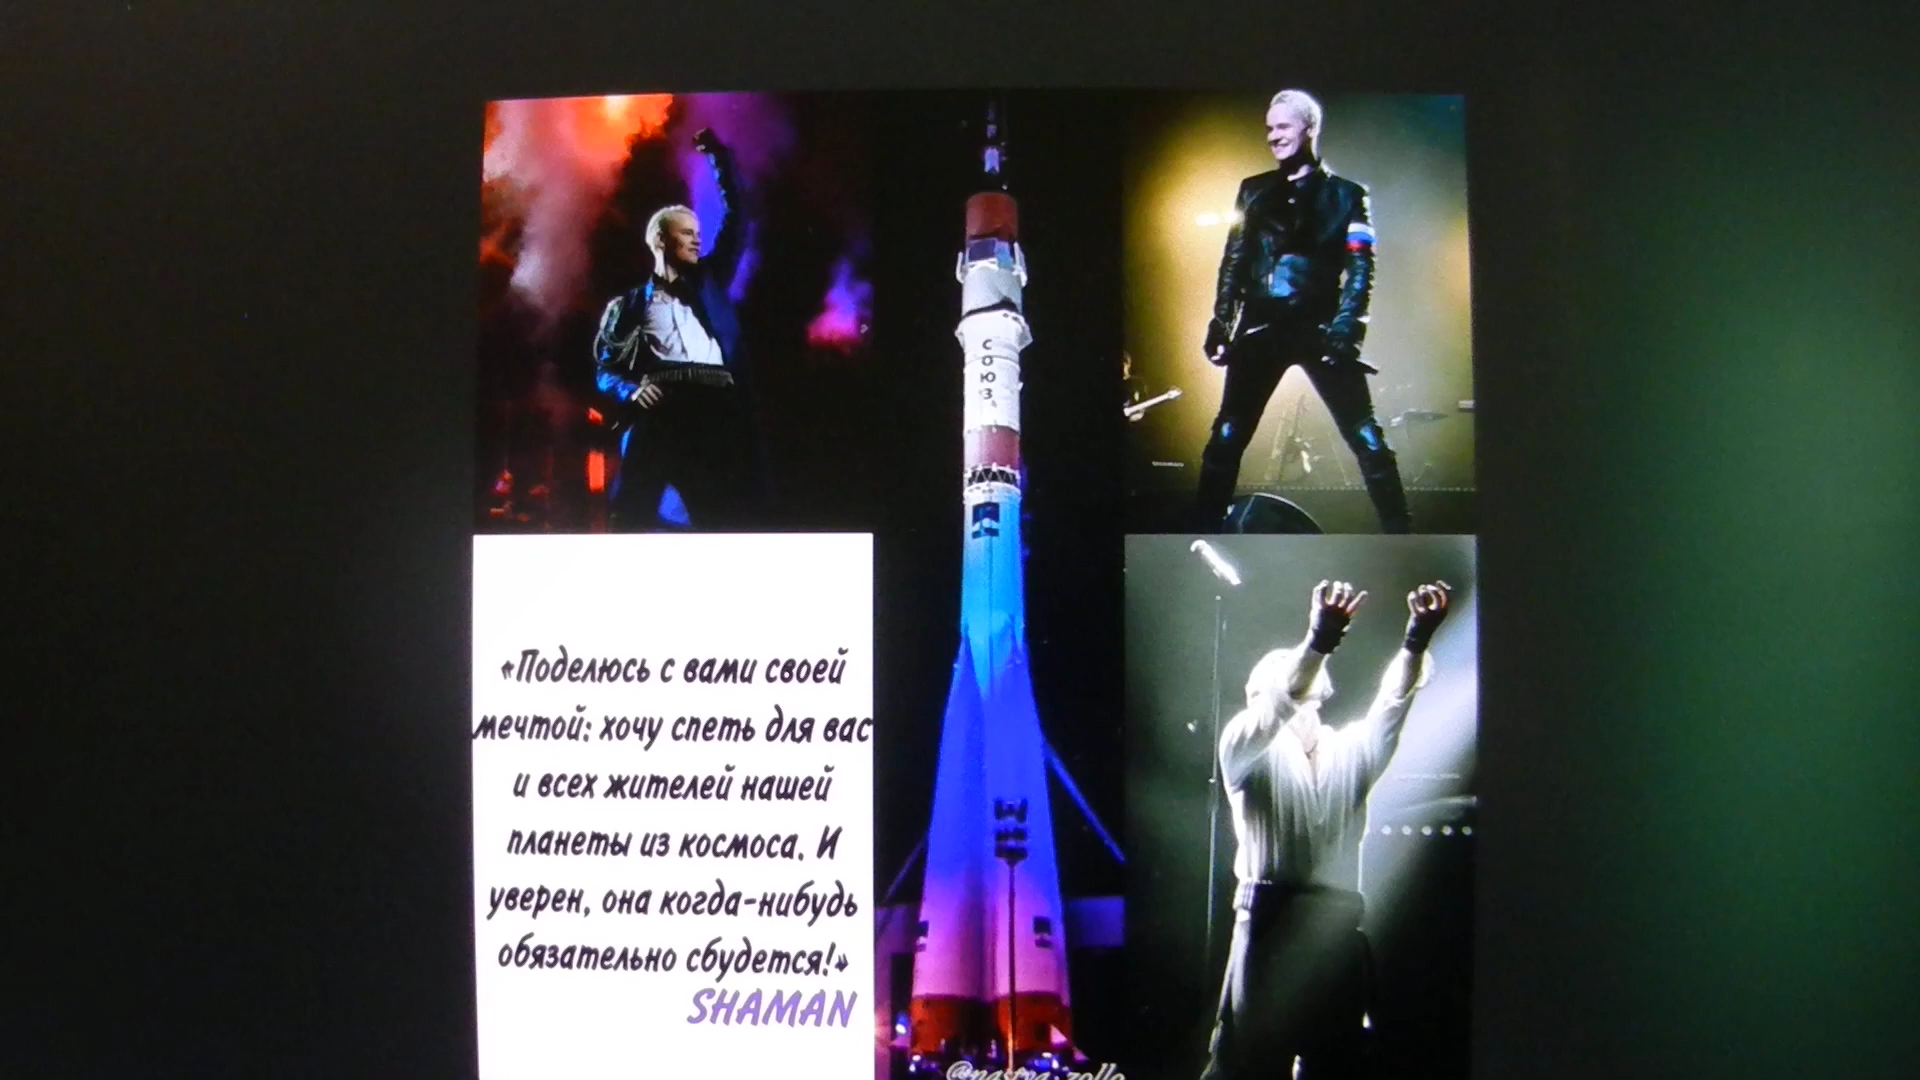 СОЮЗ
«Поделюсь с вами своей
мечтой: хочу спеть для вас
и всех жителей нашей
планеты из космоса. И
уверен, она когда-нибудь
обязательно сбудется!»
SHAMAN